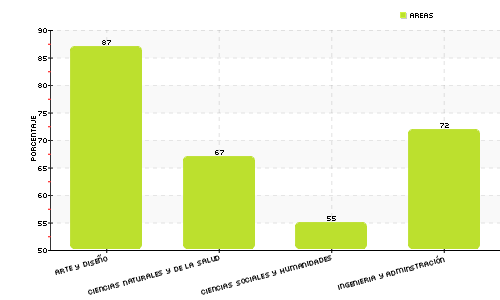 AREAS
90
87
85
80
75
72
PORCENTAJE
70
67
65
60
55
55
50
ARTE Y DISEÑO
CIENCIAS NATURALES Y DE LA SALUD
CIENCIAS SOCIALES Y HUMANIDADES
INGENIERIA Y ADMINSTRACIÓN